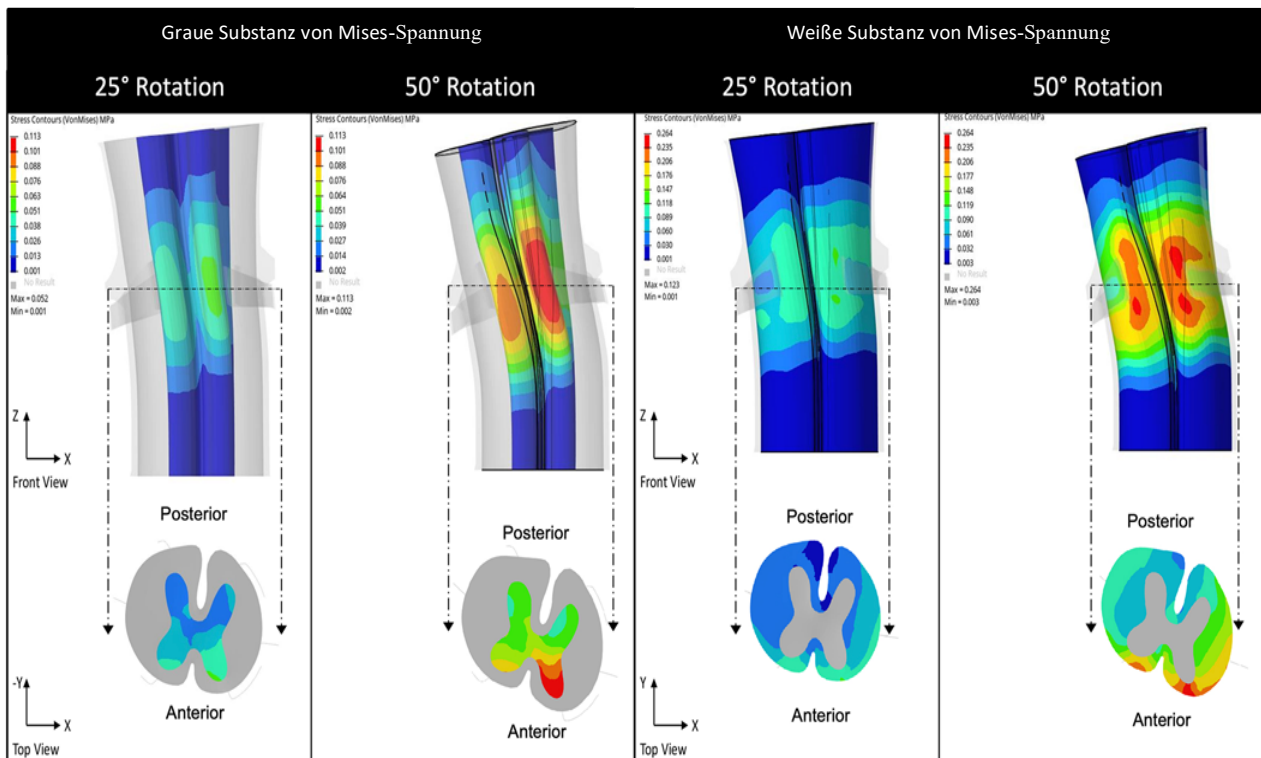 Graue Substanz von Mises-Spannung
Weiße Substanz von Mises-Spannung
25° Rotation
50° Rotation
25° Rotation
50° Rotation
Stress Contours (VonMises) MPa
0.113
0.101
0.088
0.076
0.063
0.051
0.038
0.026
0.013
0.001
No Result
Max = 0.052
Min = 0.001
Z
X
Front View
Posterior
Anterior
-Y
X
Top View
Stress Contours (VonMises) MPa
0.113
0.101
0.088
0.076
0.064
0.051
0.039
0.027
0.014
0.002
No Result
Max = 0.113
Min = 0.002
Posterior
Anterior
Stress Contours (VonMises) MPa
0.264
0.235
0.206
0.176
0.147
0.118
0.089
0.060
0.030
0.001
No Result
Max = 0.123
Min = 0.001
Z
X
Front View
Posterior
Anterior
Y
X
Top View
Stress Contours (VonMises) MPa
0.264
0.235
0.206
0.177
0.148
0.119
0.090
0.061
0.032
0.003
No Result
Max = 0.264
Min = 0.003
Posterior
Anterior